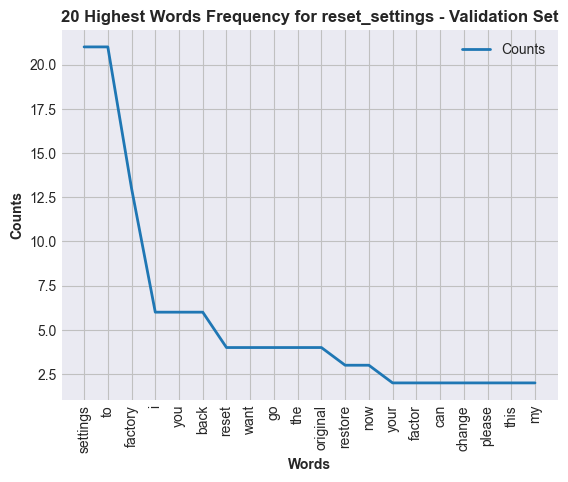 20 Highest Words Frequency for reset_settings - Validation Set
Counts
20.0
17.5
15.0
12.5
10.0
7.5
5.0
2.5
Counts
settings
to
factory
i
you
back
reset
want
go
the
original
restore
now
your
factor
can
change
please
this
my
Words